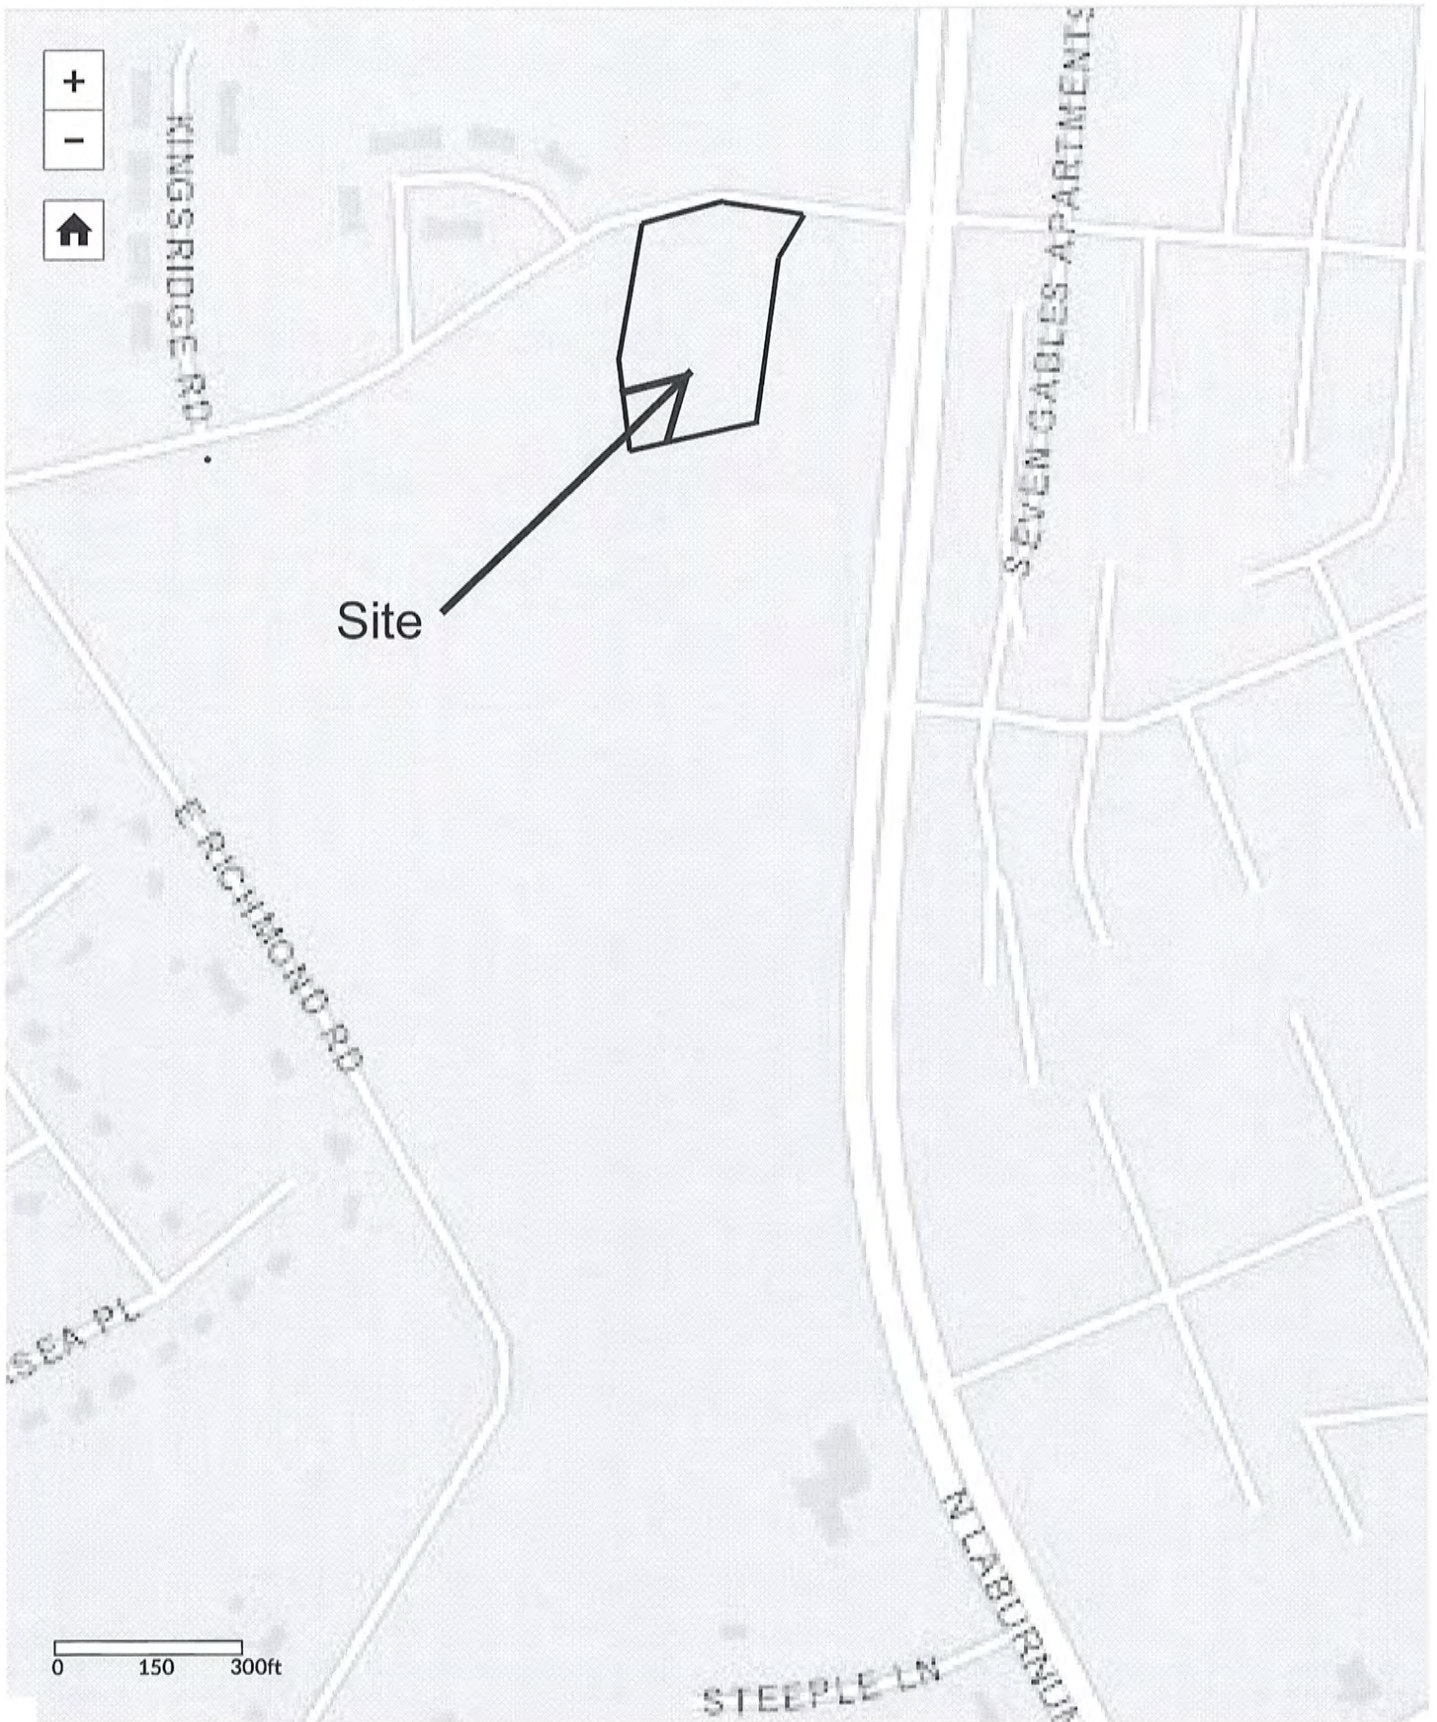 +
−
KINGSRIDGE RD
SEVEN GABLES APARTMENTS
Site
E RICHMOND RD
SEA PL
N LABURNUM
0 150 300ft
STEEPLE LN